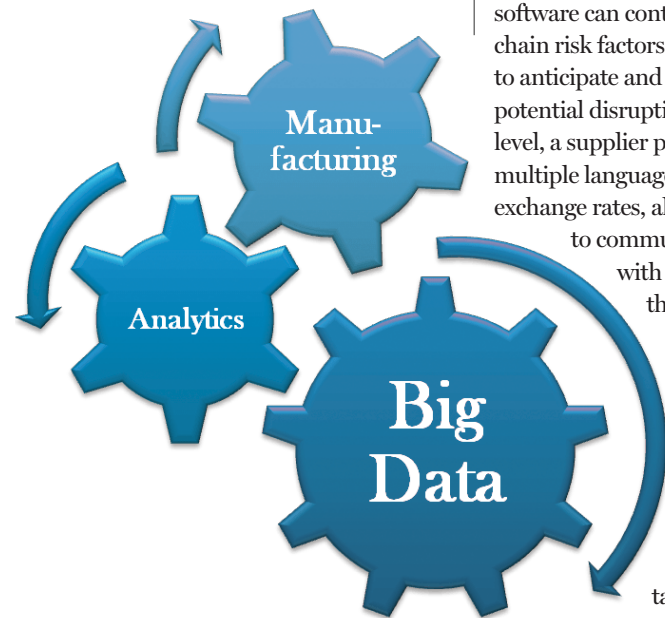 software can cont
chain risk factors
to anticipate and
potential disrupti
level, a supplier p
multiple language
exchange rates, al
to commu
with
th
ta
Manu-
facturing
Analytics
Big
Data